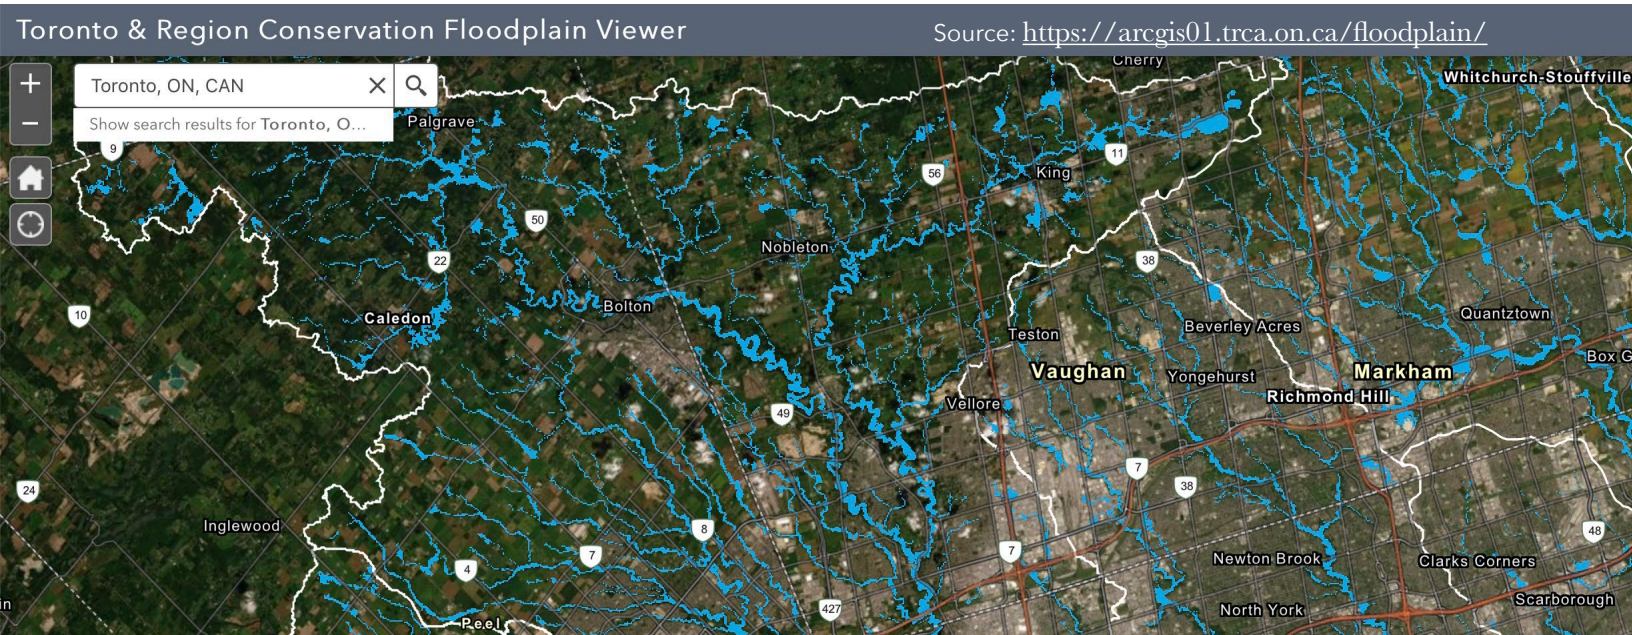 Toronto & Region Conservation Floodplain Viewer
Source: https://arcgis01.trca.on.ca/floodplain/
+
Toronto, ON, CAN
Show search results for Toronto, O...
−
Cherry
Whitchurch-Stouffville
Palgrave
9
11
56
King
50
Nobleton
22
38
10
Bolton
Caledon
Quantztown
Beverley Acres
Teston
Box G
Vaughan
Yongehurst
Markham
Richmond Hill
Vellore
49
7
38
24
Inglewood
8
48
7
7
Newton Brook
Clarks Corners
4
in
427
North York
Scarborough
Peel